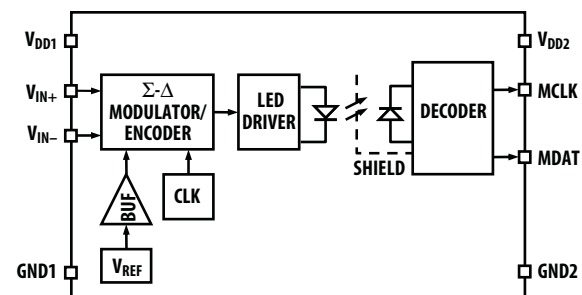 VDD1
VDD2
VIN+
VIN–
Σ-Δ
MODULATOR/
ENCODER
LED
DRIVER
SHIELD
DECODER
MCLK
MDAT
BUF
CLK
VREF
GND1
GND2